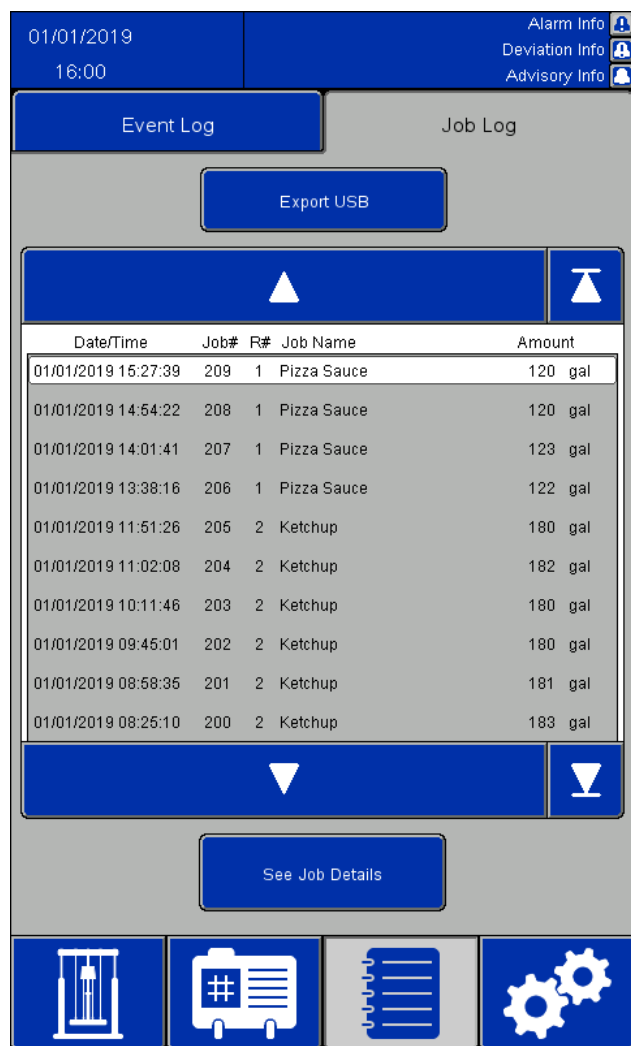 01/01/2019
16:00
Alarm Info
Deviation Info
Advisory Info
Event Log
Job Log
Export USB
Date/Time Job# R# Job Name Amount
01/01/2019 15:27:39 209 1 Pizza Sauce 120 gal
01/01/2019 14:54:22 208 1 Pizza Sauce 120 gal
01/01/2019 14:01:41 207 1 Pizza Sauce 123 gal
01/01/2019 13:38:16 206 1 Pizza Sauce 122 gal
01/01/2019 11:51:26 205 2 Ketchup 180 gal
01/01/2019 11:02:08 204 2 Ketchup 182 gal
01/01/2019 10:11:46 203 2 Ketchup 180 gal
01/01/2019 09:45:01 202 2 Ketchup 180 gal
01/01/2019 08:58:35 201 2 Ketchup 181 gal
01/01/2019 08:25:10 200 2 Ketchup 183 gal
See Job Details
#